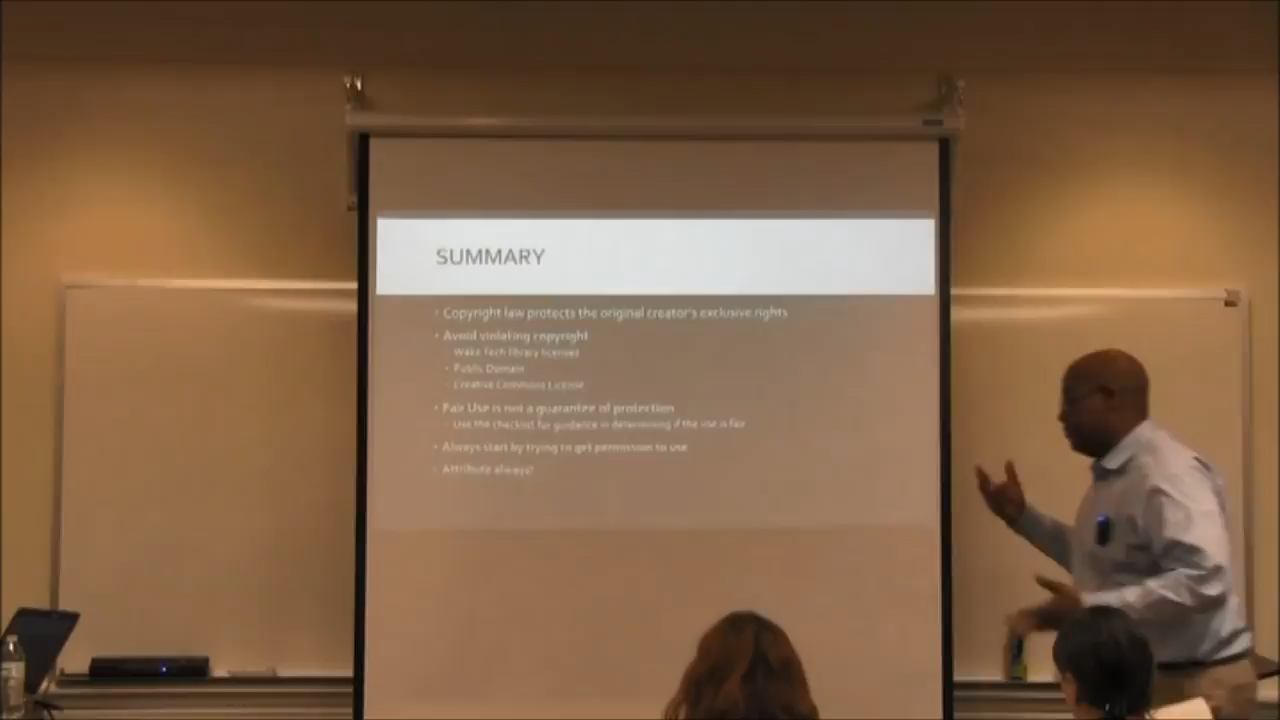 SUMMARY
Copyright law protects the original creator's exclusive rights
Avoid violating copyright
Wake Tech library licensed
Public Domain
Creative Commons License
Fair Use is not a guarantee of protection
Use the checklist for guidance in determining if the use is fair
Always start by trying to get permission to use
Attribute always!